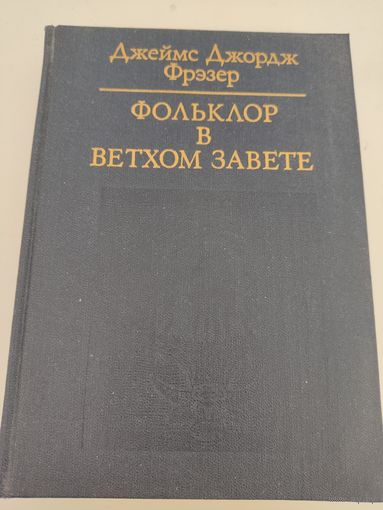 Джеймс Джордж
Фрэзер
ФОЛЬКЛОР
В
ВЕТХОМ ЗАВЕТЕ